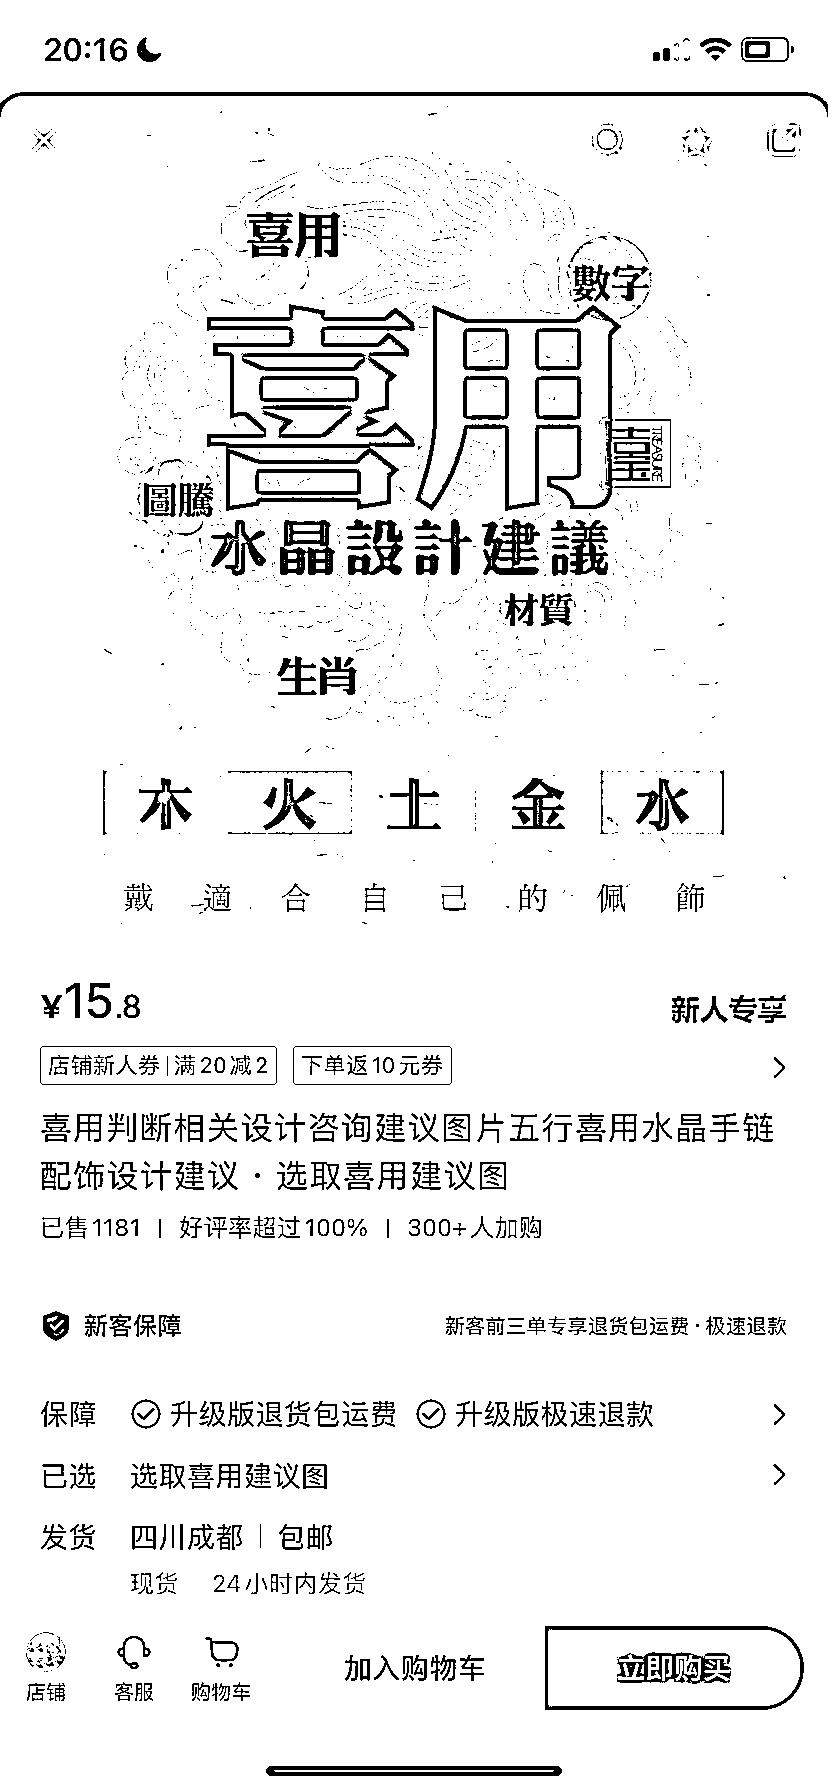 20:16
喜用
數字
喜用
吉宝
TREASURE
圖騰
水晶設計建議
材質
生肖
木 火 土 金 水
戴適合自己的佩飾
¥15.8
新人专享
店铺新人券|满20减2 下单返10元券
喜用判断相关设计咨询建议图片五行喜用水晶手链
配饰设计建议·选取喜用建议图
已售1181 | 好评率超过100% | 300+人加购
新客保障
新客前三单专享退货包运费·极速退款
保障 升级版退货包运费 升级版极速退款
已选 选取喜用建议图
发货 四川成都 | 包邮
现货 24小时内发货
店铺 客服 购物车 加入购物车 立即购买